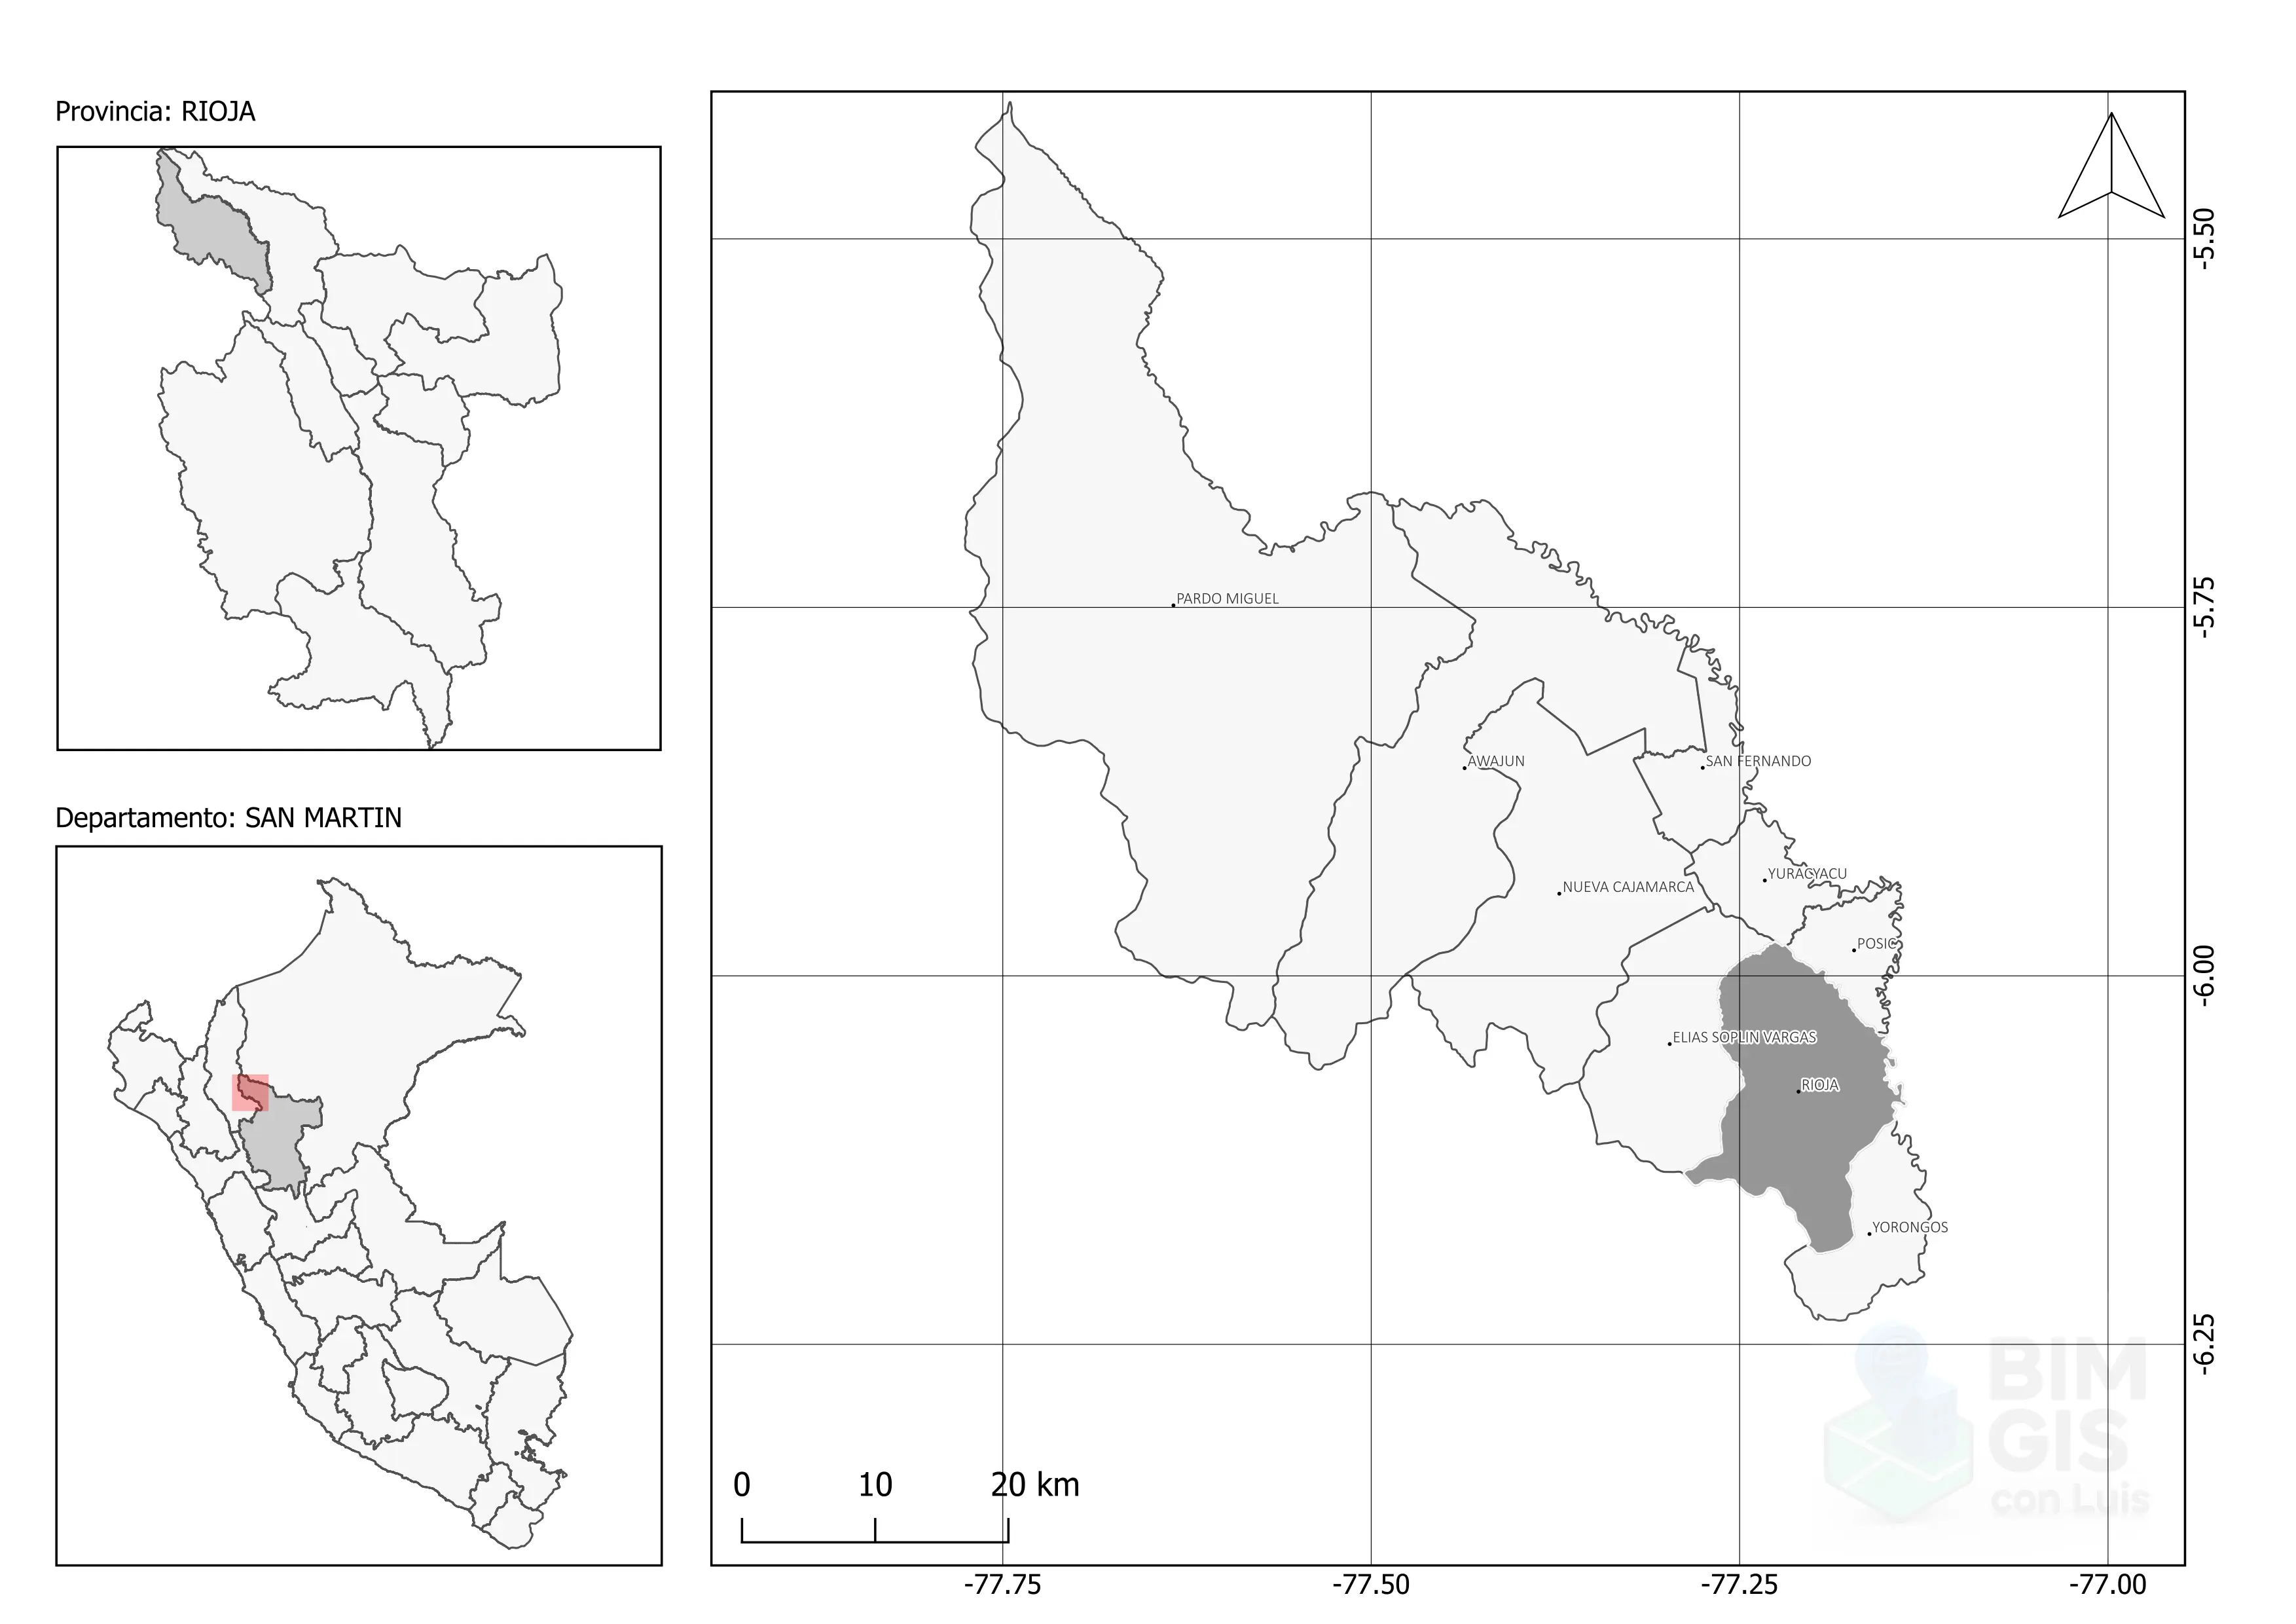 Provincia: RIOJA
Departamento: SAN MARTIN
PARDO MIGUEL
AWAJUN
SAN FERNANDO
NUEVA CAJAMARCA
YURACYACU
POSIC
ELIAS SOPLIN VARGAS
RIOJA
YORONGOS
-5.50
-5.75
-6.00
-6.25
0 10 20 km
-77.75 -77.50 -77.25 -77.00
BIM
GIS
con Luis